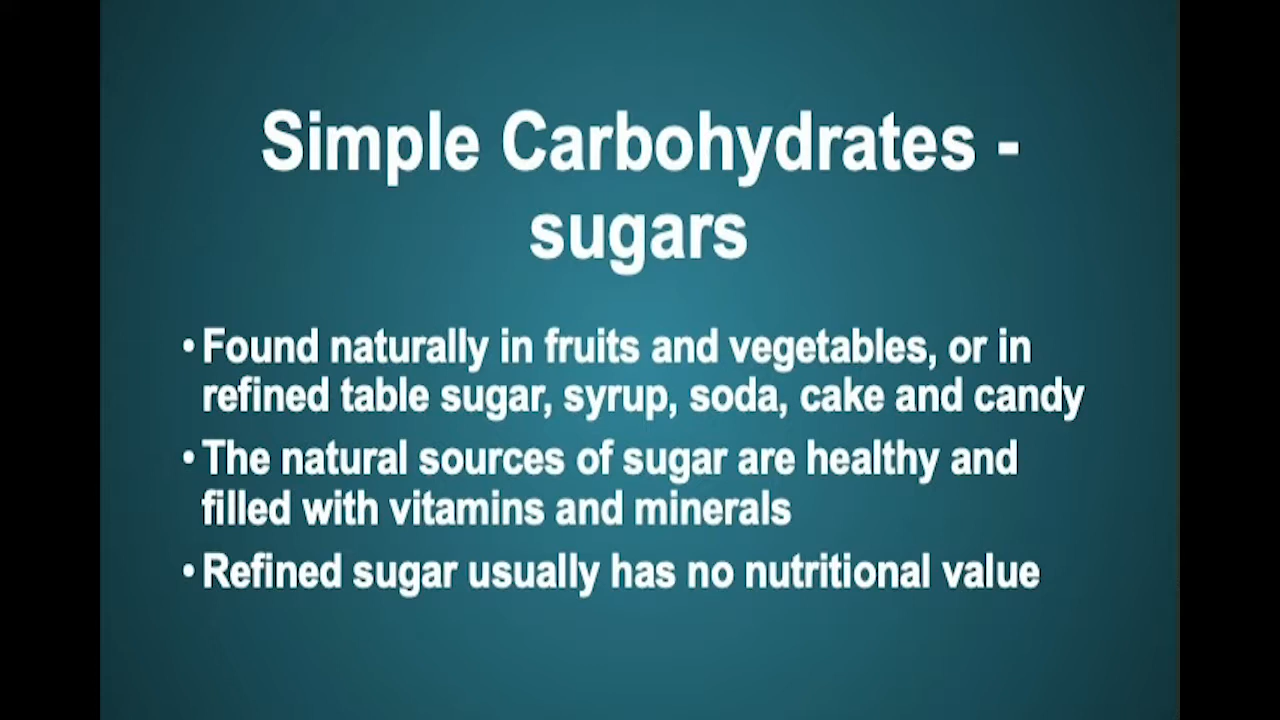 Simple Carbohydrates -
sugars
• Found naturally in fruits and vegetables, or in
refined table sugar, syrup, soda, cake and candy
• The natural sources of sugar are healthy and
filled with vitamins and minerals
• Refined sugar usually has no nutritional value